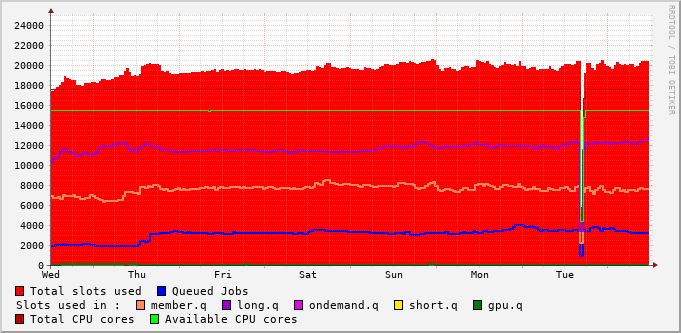 RRDTOOL / TOBI OETIKER
24000
22000
20000
18000
16000
14000
12000
10000
8000
6000
4000
2000
0
Wed Thu Fri Sat Sun Mon Tue
Total slots used Queued Jobs
Slots used in : member.q long.q ondemand.q short.q gpu.q
Total CPU cores Available CPU cores